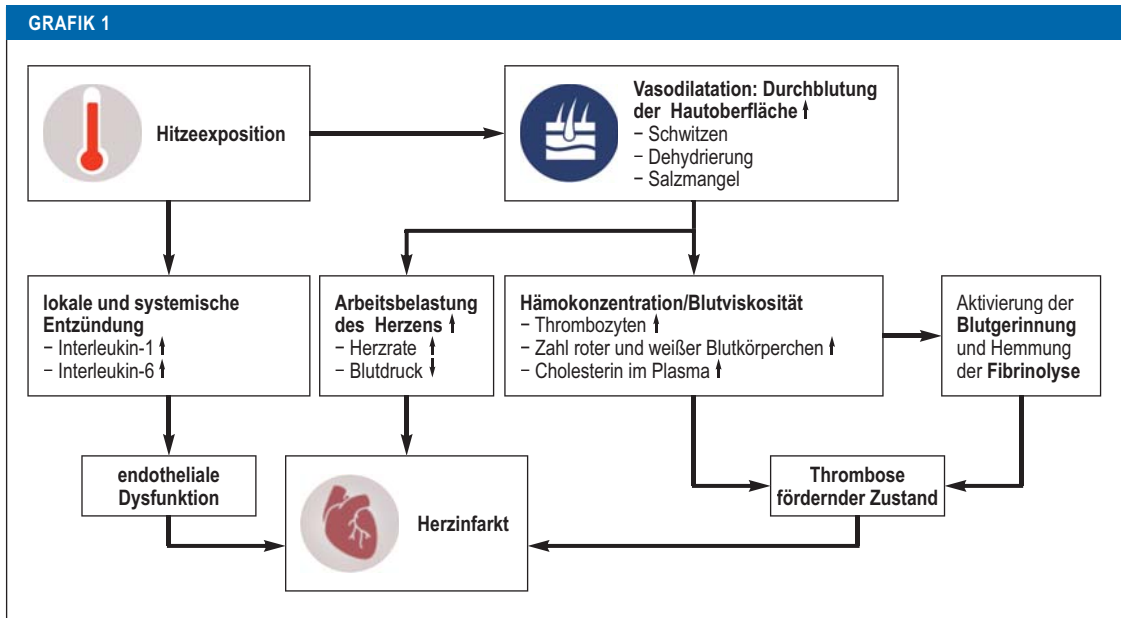 GRAFIK 1
Hitzeexposition
Vasodilatation: Durchblutung
der Hautoberfläche ↑
– Schwitzen
– Dehydrierung
– Salzmangel
lokale und systemische
Entzündung
– Interleukin-1 ↑
– Interleukin-6 ↑
Arbeitsbelastung
des Herzens ↑
– Herzrate ↑
– Blutdruck ↓
Hämokonzentration/Blutviskosität
– Thrombozyten ↑
– Zahl roter und weißer Blutkörperchen ↑
– Cholesterin im Plasma ↑
Aktivierung der
Blutgerinnung
und Hemmung
der Fibrinolyse
endotheliale
Dysfunktion
Herzinfarkt
Thrombose
fördernder Zustand